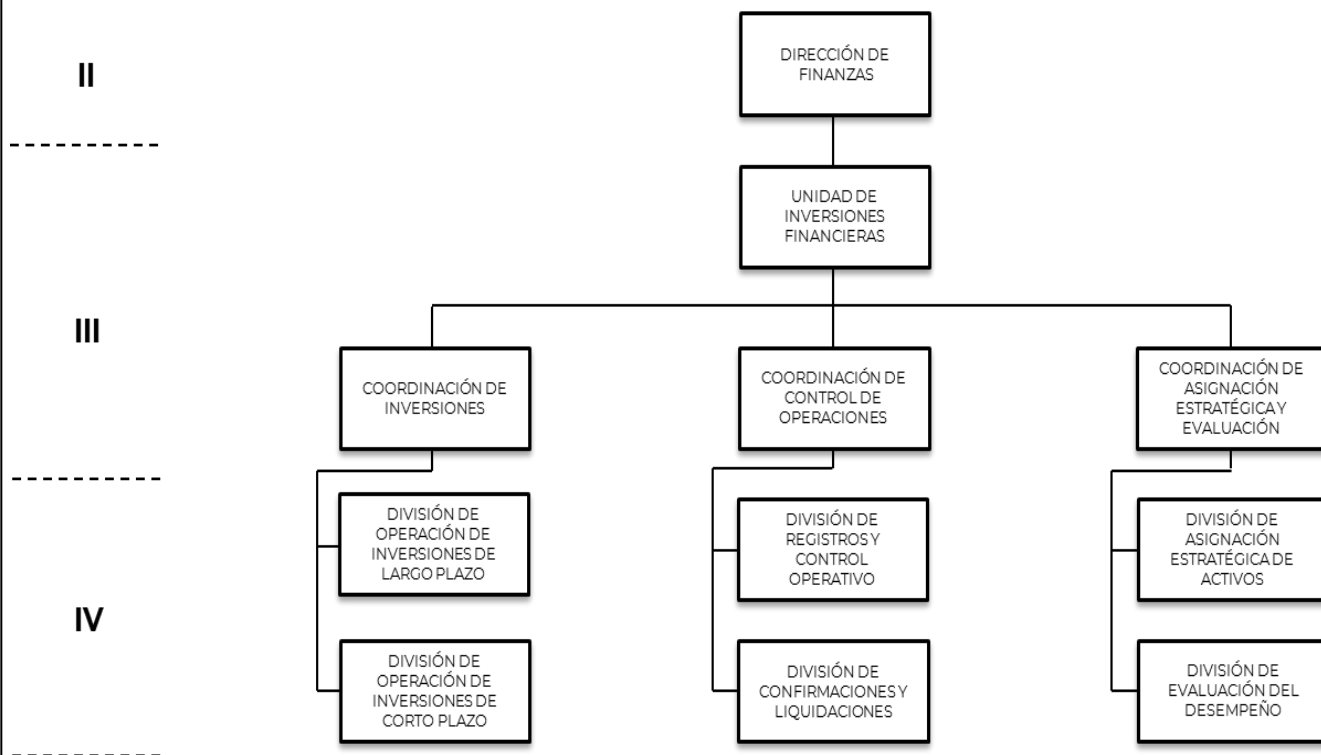 II
DIRECCIÓN DE
FINANZAS
UNIDAD DE
INVERSIONES
FINANCIERAS
III
COORDINACIÓN DE
INVERSIONES
COORDINACIÓN DE
CONTROL DE
OPERACIONES
COORDINACIÓN DE
ASIGNACIÓN
ESTRATÉGICA Y
EVALUACIÓN
IV
DIVISIÓN DE
OPERACIÓN DE
INVERSIONES DE
LARGO PLAZO
DIVISIÓN DE
REGISTROS Y
CONTROL
OPERATIVO
DIVISIÓN DE
ASIGNACIÓN
ESTRATÉGICA DE
ACTIVOS
DIVISIÓN DE
OPERACIÓN DE
INVERSIONES DE
CORTO PLAZO
DIVISIÓN DE
CONFIRMACIONES Y
LIQUIDACIONES
DIVISIÓN DE
EVALUACIÓN DEL
DESEMPEÑO